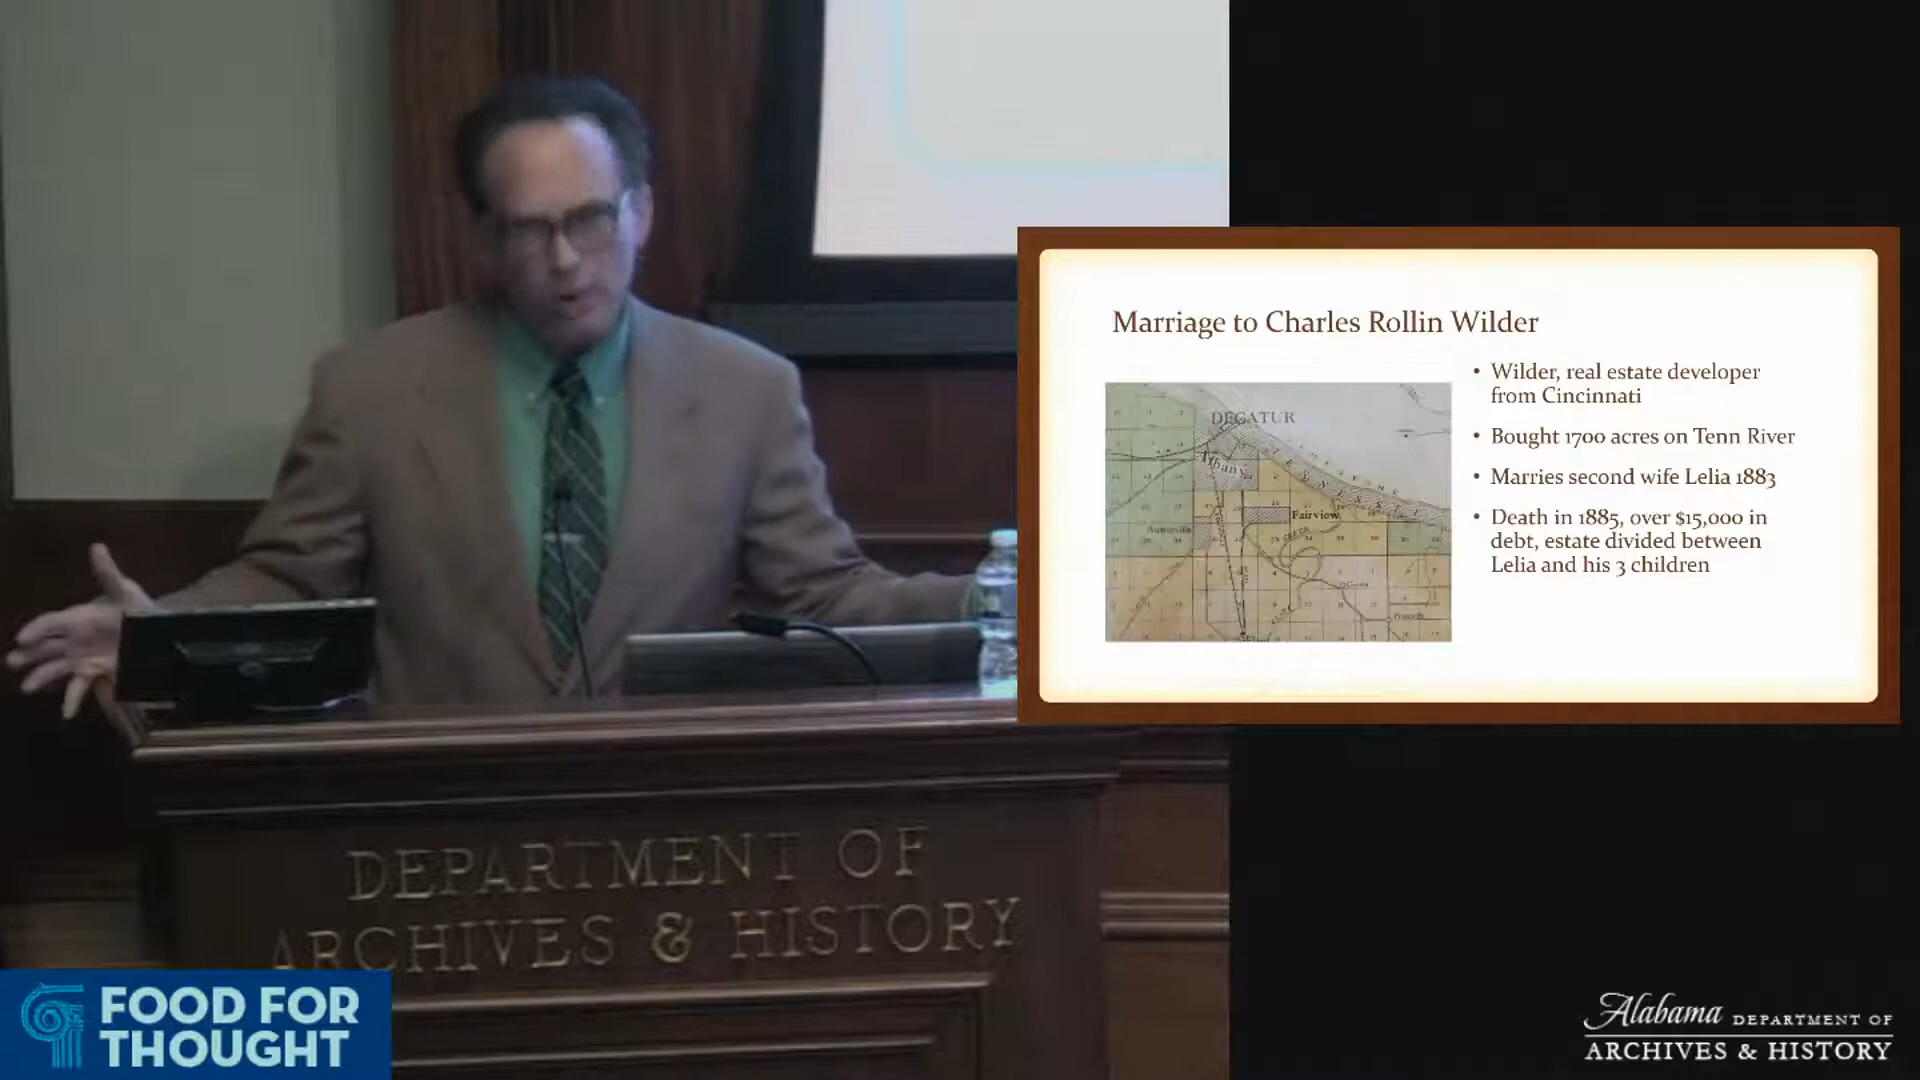 Marriage to Charles Rollin Wilder
• Wilder, real estate developer
from Cincinnati
• Bought 1700 acres on Tenn River
• Marries second wife Lelia 1883
• Death in 1885, over $15,000 in
debt, estate divided between
Lelia and his 3 children
DECATUR
Albany
Fairview
DEPARTMENT OF
ARCHIVES & HISTORY
FOOD FOR
THOUGHT
Alabama DEPARTMENT OF
ARCHIVES & HISTORY